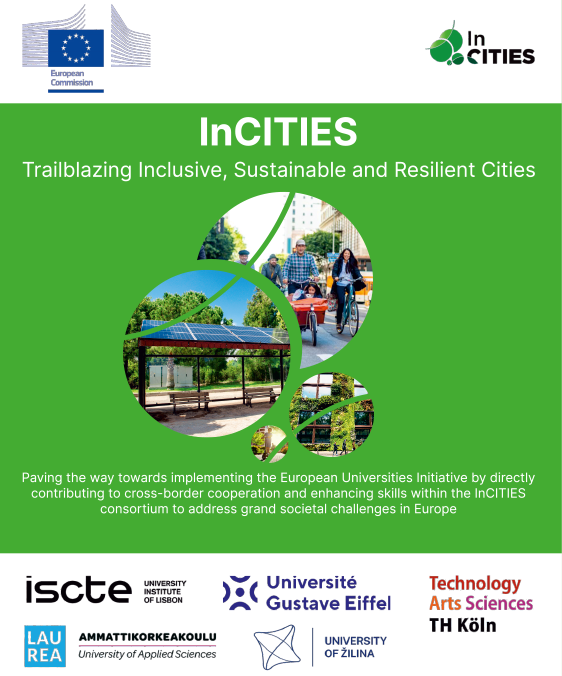 European
Commission
In
CITIES
InCITIES
Trailblazing Inclusive, Sustainable and Resilient Cities
Paving the way towards implementing the European Universities Initiative by directly
contributing to cross-border cooperation and enhancing skills within the InCITIES
consortium to address grand societal challenges in Europe
iscte
UNIVERSITY
INSTITUTE
OF LISBON
Université
Gustave Eiffel
Technology
Arts Sciences
TH Köln
LAU
REA
AMMATTIKORKEAKOULU
University of Applied Sciences
UNIVERSITY
OF ŽILINA